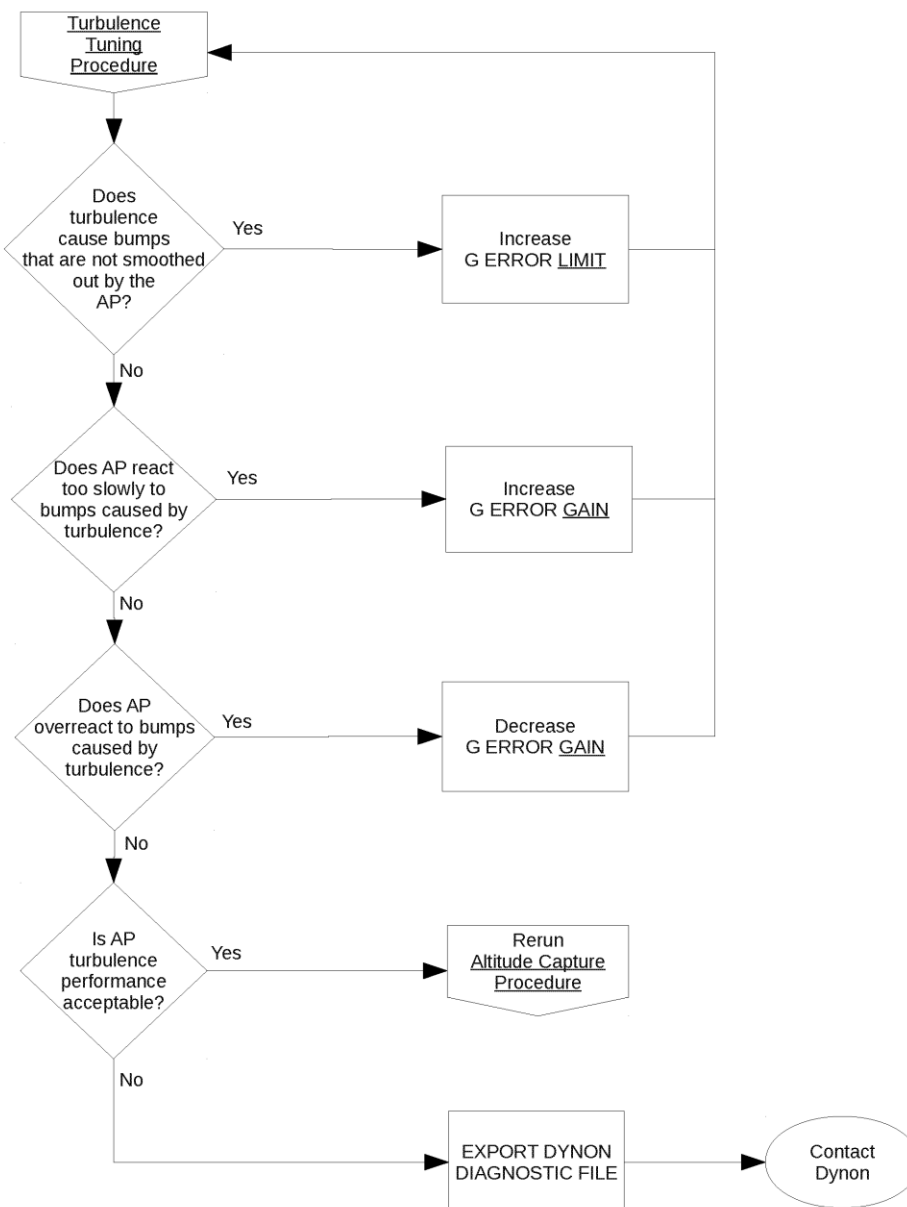 Turbulence
Tuning
Procedure
Does
turbulence
cause bumps
that are not smoothed
out by the
AP?
Yes
Increase
G ERROR LIMIT
No
Does AP react
too slowly to
bumps caused by
turbulence?
Yes
Increase
G ERROR GAIN
No
Does AP
overreact to bumps
caused by
turbulence?
Yes
Decrease
G ERROR GAIN
No
Is AP
turbulence
performance
acceptable?
Yes
Rerun
Altitude Capture
Procedure
No
EXPORT DYNON
DIAGNOSTIC FILE
Contact
Dynon